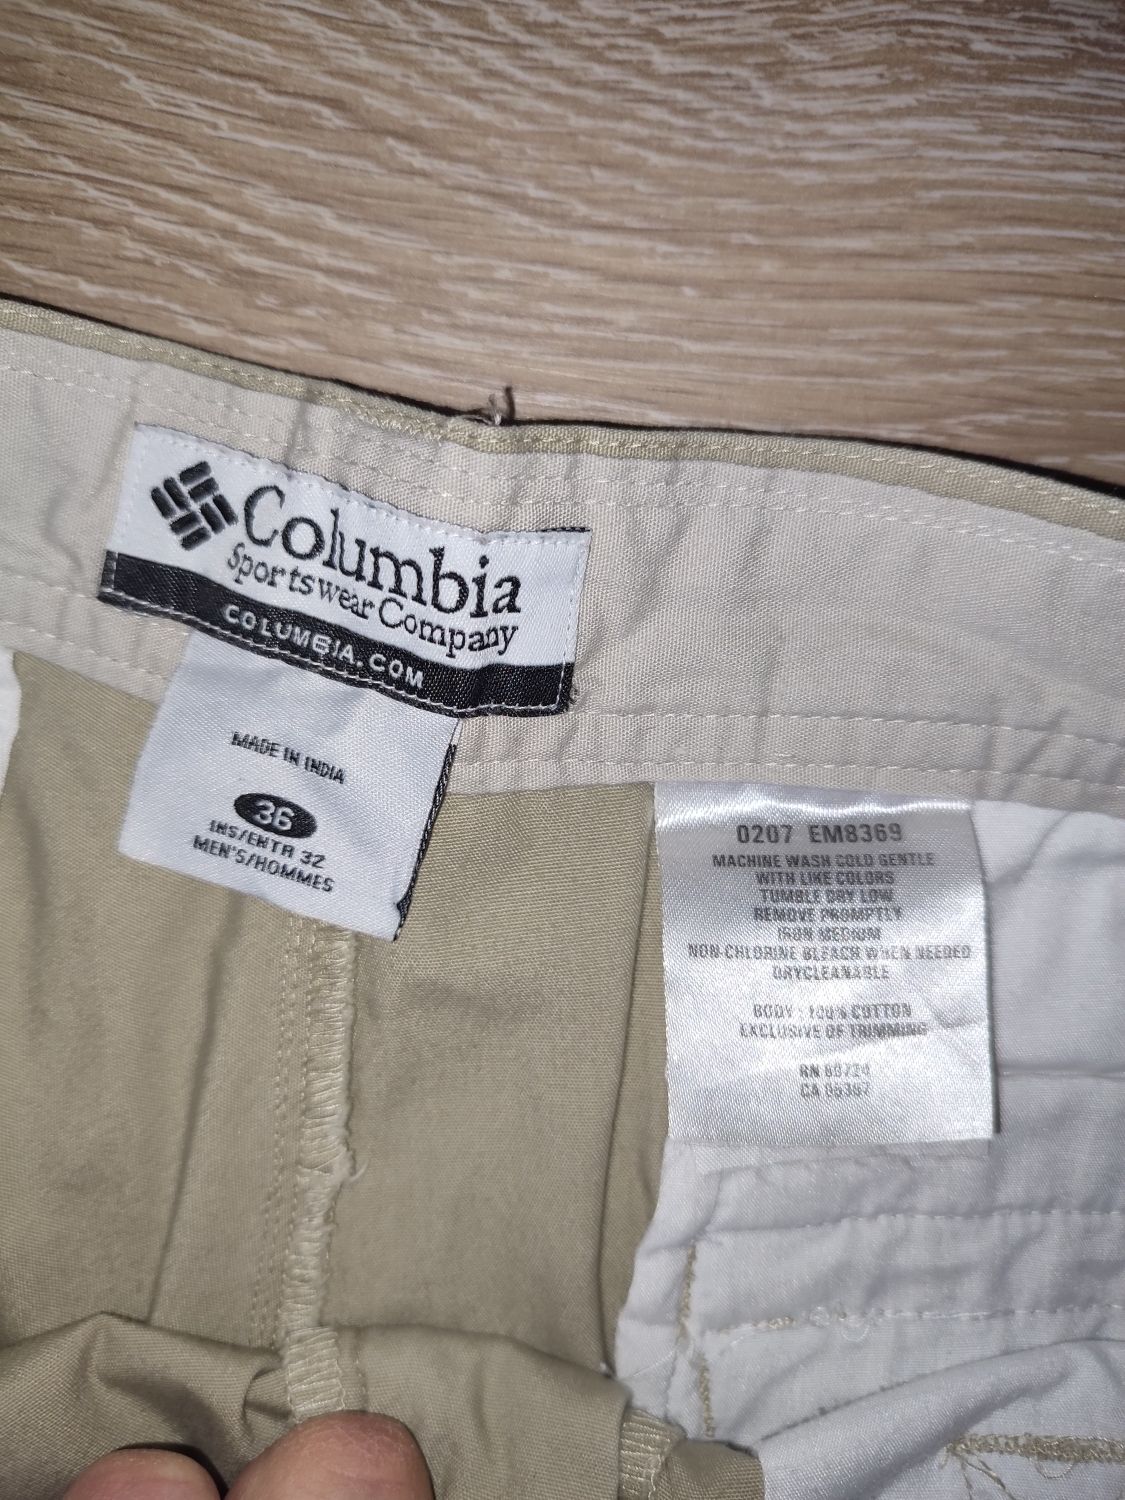 Columbia
Sportswear Company
COLUMBIA.COM
MADE IN INDIA
36
INS/ENTR 32
MEN'S/HOMMES
0207 EM8369
MACHINE WASH COLD GENTLE
WITH LIKE COLORS
TUMBLE DRY LOW
REMOVE PROMPTLY
IRON MEDIUM
NON-CHLORINE BLEACH WHEN NEEDED
DRYCLEANABLE
BODY : 100% COTTON
EXCLUSIVE OF TRIMMING
RN
CA